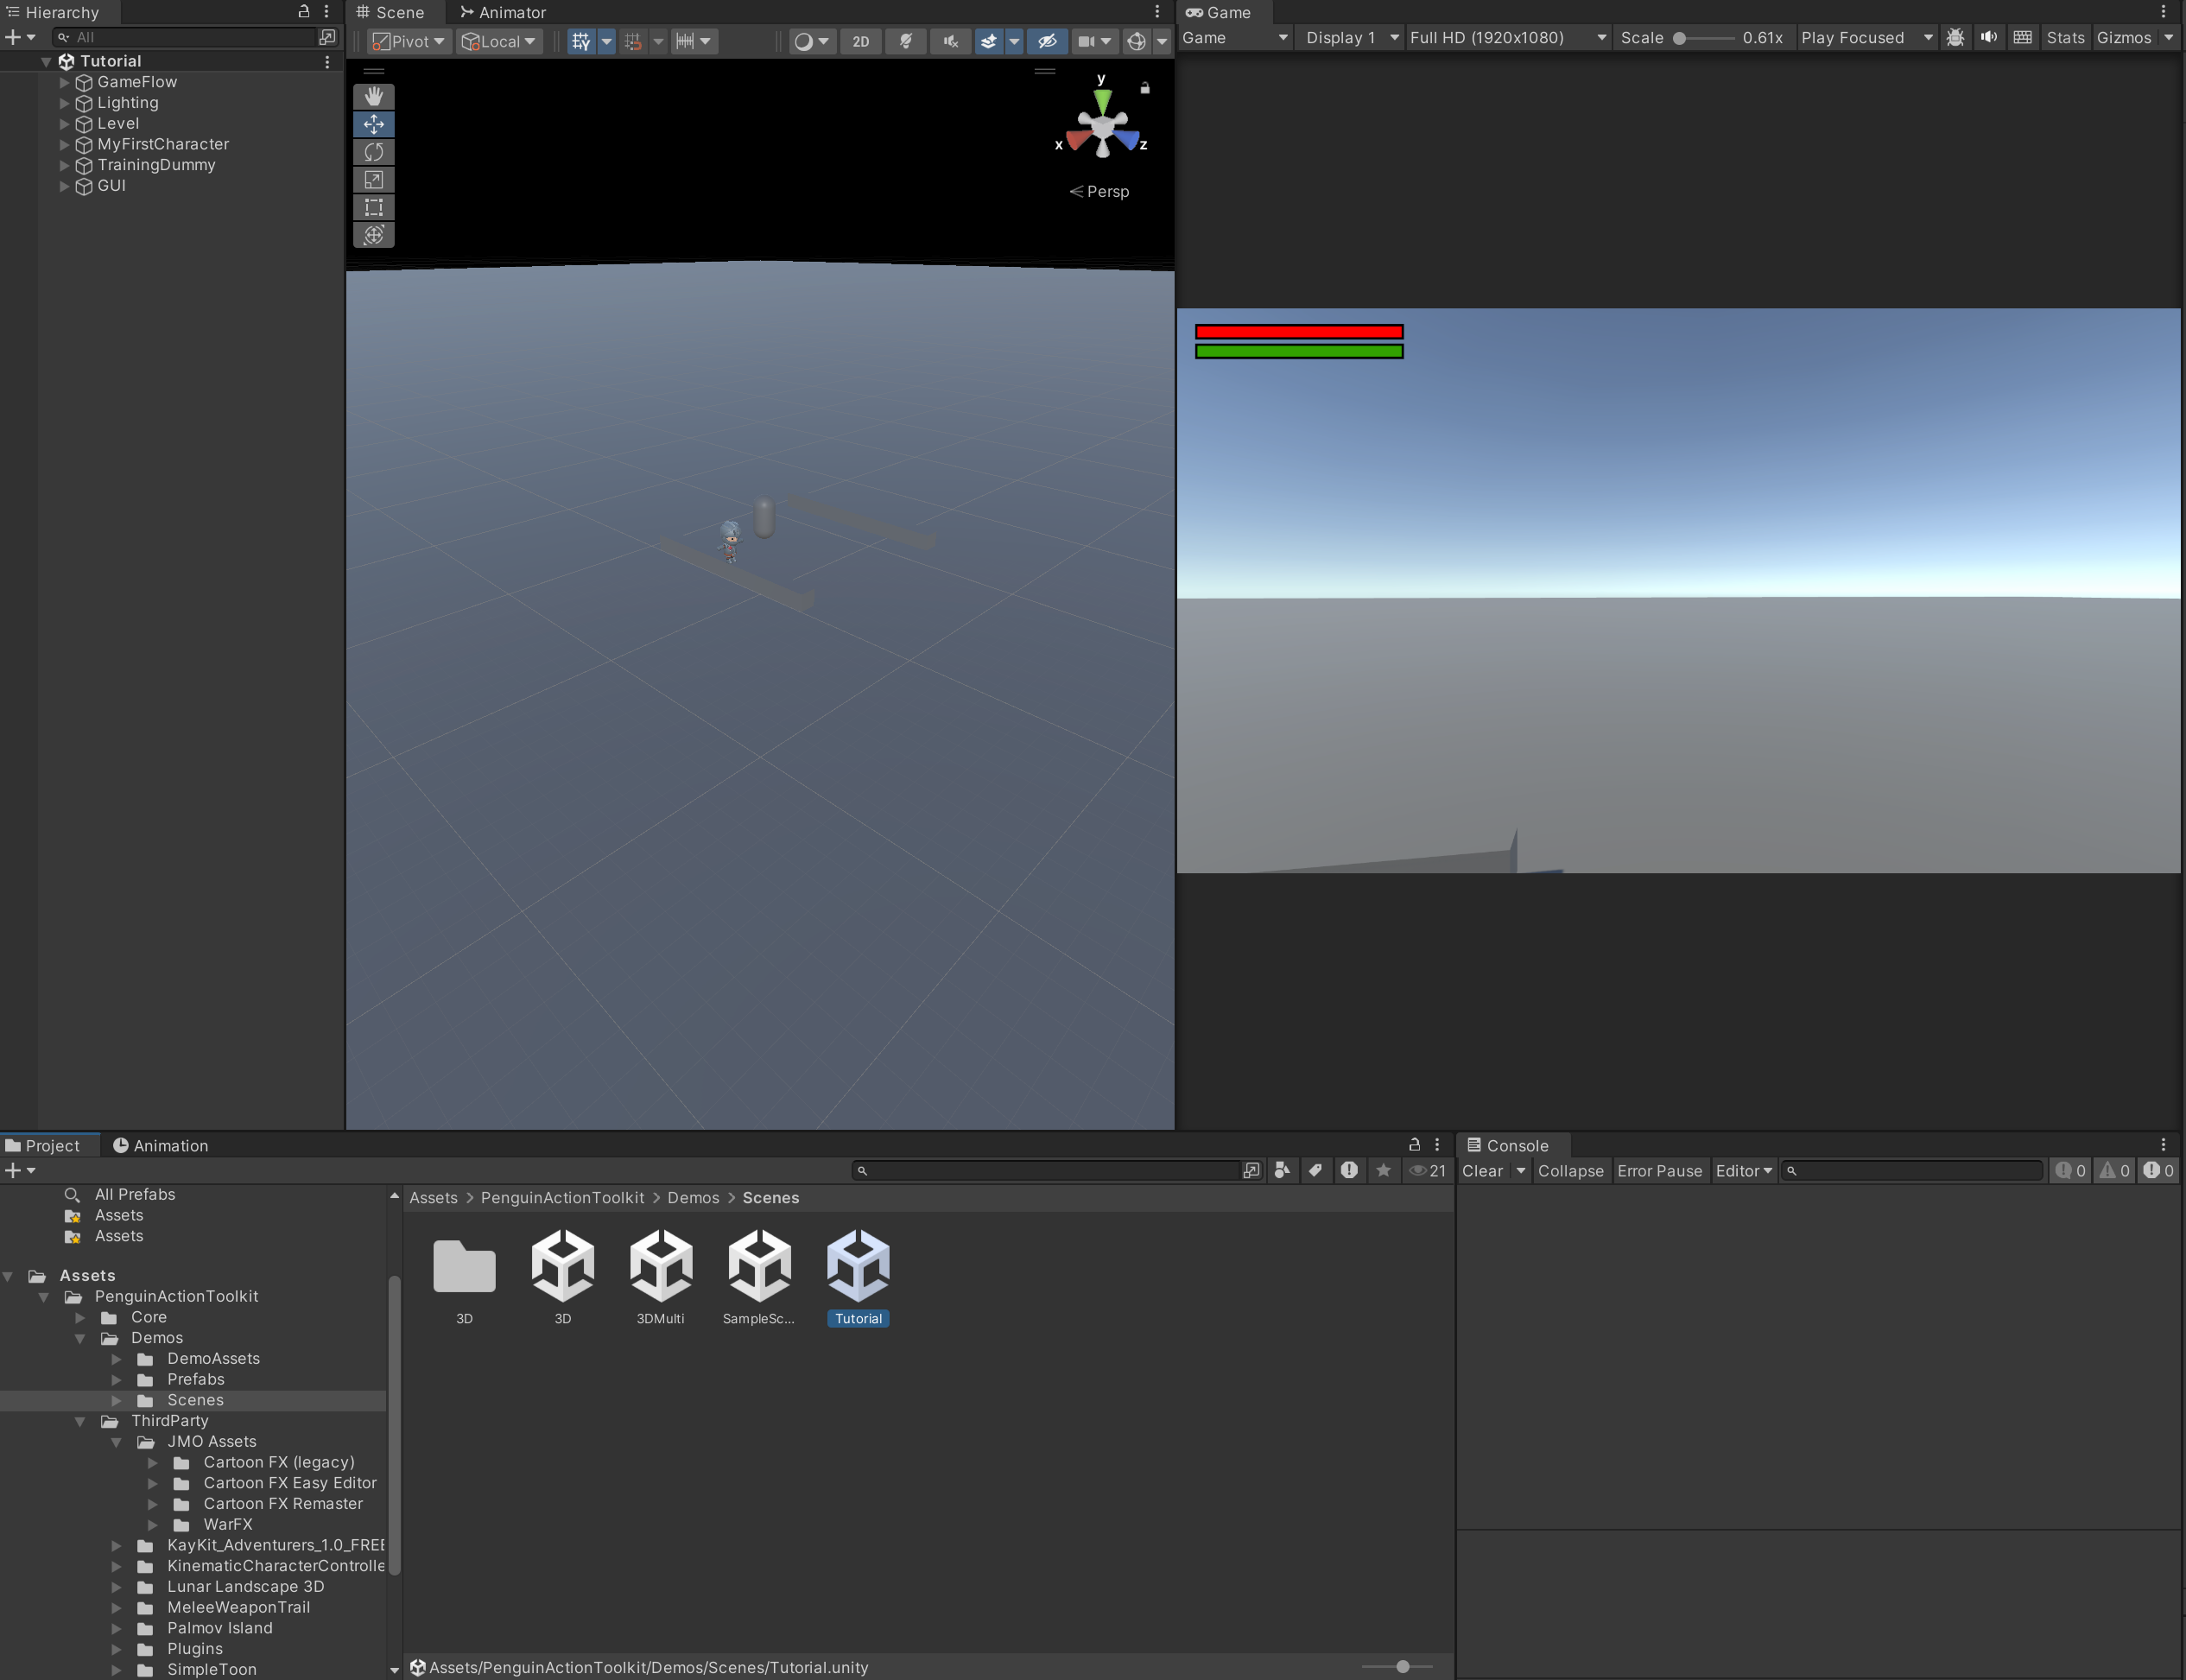 Hierarchy
All
Tutorial
GameFlow
Lighting
Level
MyFirstCharacter
TrainingDummy
GUI
Scene Animator
Pivot Local 2D
y
x z
Persp
Game
Game Display 1 Full HD (1920x1080) Scale 0.61x Play Focused Stats Gizmos
Project Animation
21
All Prefabs
Assets
Assets
Assets
PenguinActionToolkit
Core
Demos
DemoAssets
Prefabs
Scenes
ThirdParty
JMO Assets
Cartoon FX (legacy)
Cartoon FX Easy Editor
Cartoon FX Remaster
WarFX
KayKit_Adventurers_1.0_FREE
KinematicCharacterControlle
Lunar Landscape 3D
MeleeWeaponTrail
Palmov Island
Plugins
SimpleToon
Assets > PenguinActionToolkit > Demos > Scenes
3D 3D 3DMulti SampleSc... Tutorial
Assets/PenguinActionToolkit/Demos/Scenes/Tutorial.unity
Console
Clear Collapse Error Pause Editor 0 0 0